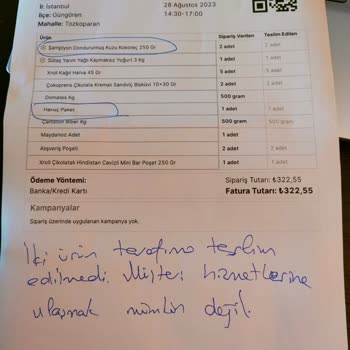 İl: İstanbul
İlçe: Güngören
Mahalle: Tozkoparan
28 Ağustos 2023
14:30-17:00
Ürün Sipariş Verilen Teslim Edilen
Şampiyon Dondurulmuş Kuzu Kokoreç 250 Gr 2 adet 2 adet
Sütaş Yarım Yağlı Kaymaksız Yoğurt 3 Kg 1 adet 1 adet
Xroll Kağıt Havlu 45 Gr 5 adet 5 adet
Çokoprens Çikolata Kremalı Sandviç Bisküvi 10x30 Gr 2 adet 2 adet
Domates Kg 500 gram 500 gram
Havuç Paket 1 adet 1 adet
Çarliston Biber Kg 500 gram 500 gram
Maydanoz Adet 1 adet 1 adet
Alışveriş Poşeti 2 adet 2 adet
Xroll Çikolatalı Hindistan Cevizli Mini Bar Poşet 250 Gr 1 adet 1 adet
Ödeme Yöntemi: Sipariş Tutarı: ₺322,55
Banka/Kredi Kartı Fatura Tutarı: ₺322,55
Kampanyalar
Sipariş üzerinde uygulanan kampanya yok.
İki ürün tarafıma teslim
edilmedi. Müşteri hizmetlerine
ulaşmak mümkün değil.